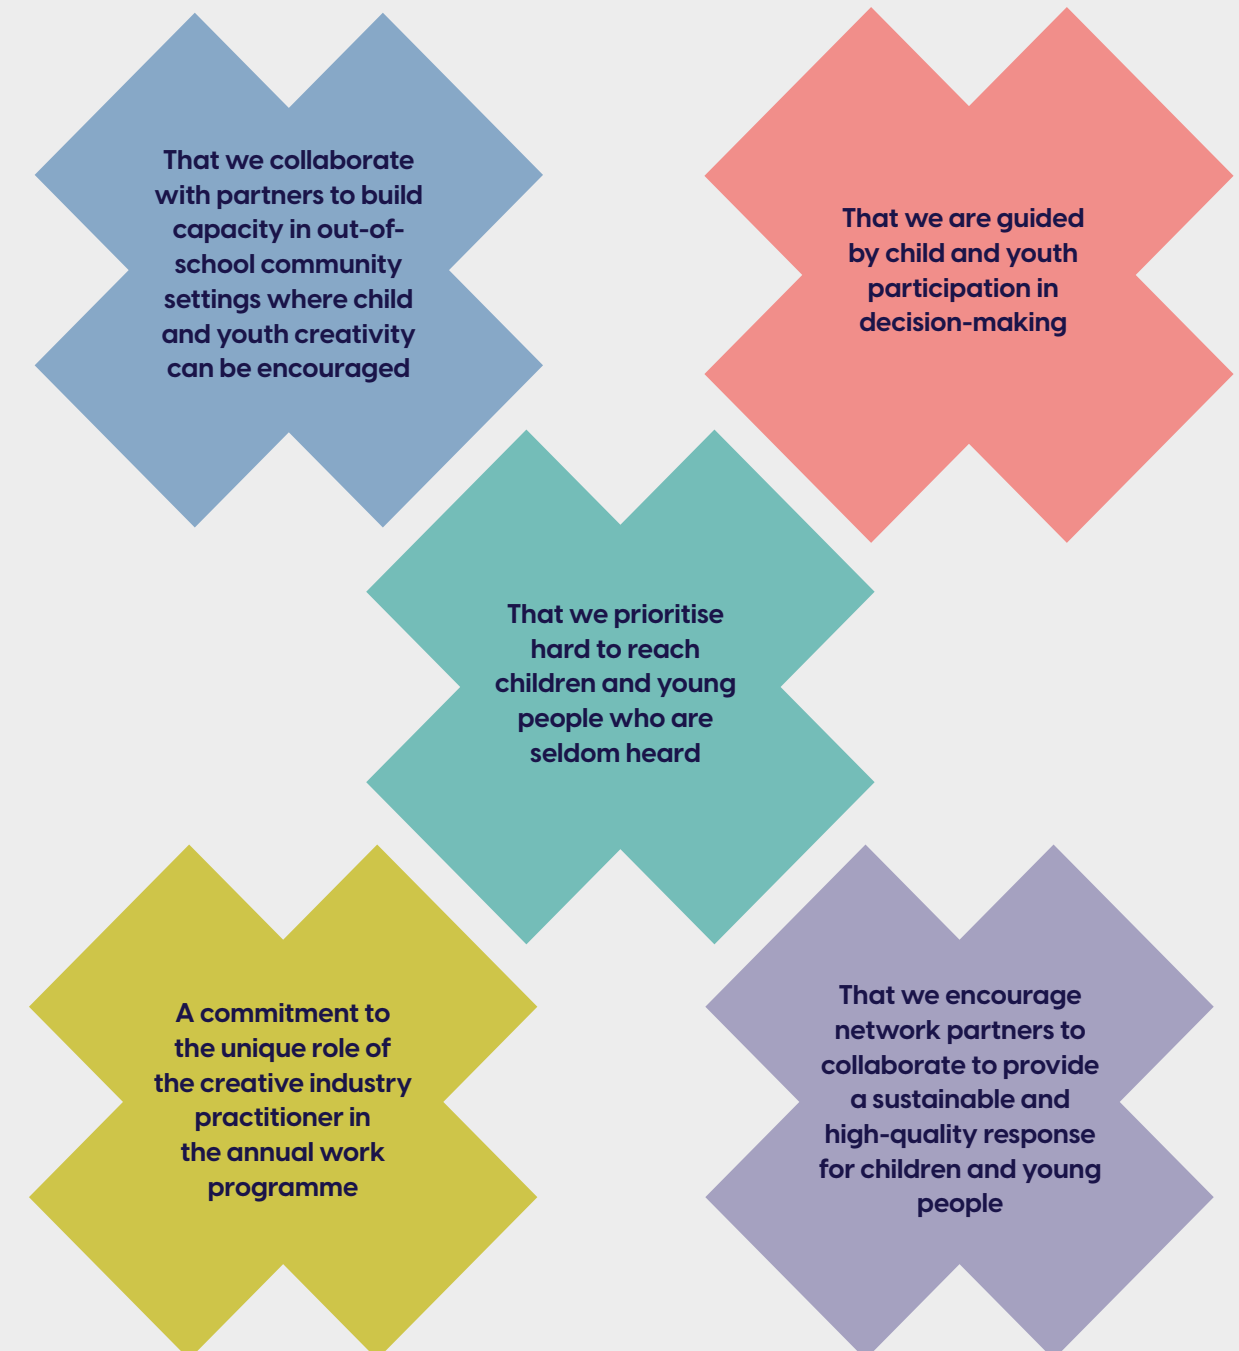 That we collaborate
with partners to build
capacity in out-of-
school community
settings where child
and youth creativity
can be encouraged
That we are guided
by child and youth
participation in
decision-making
That we prioritise
hard to reach
children and young
people who are
seldom heard
A commitment to
the unique role of
the creative industry
practitioner in
the annual work
programme
That we encourage
network partners to
collaborate to provide
a sustainable and
high-quality response
for children and young
people